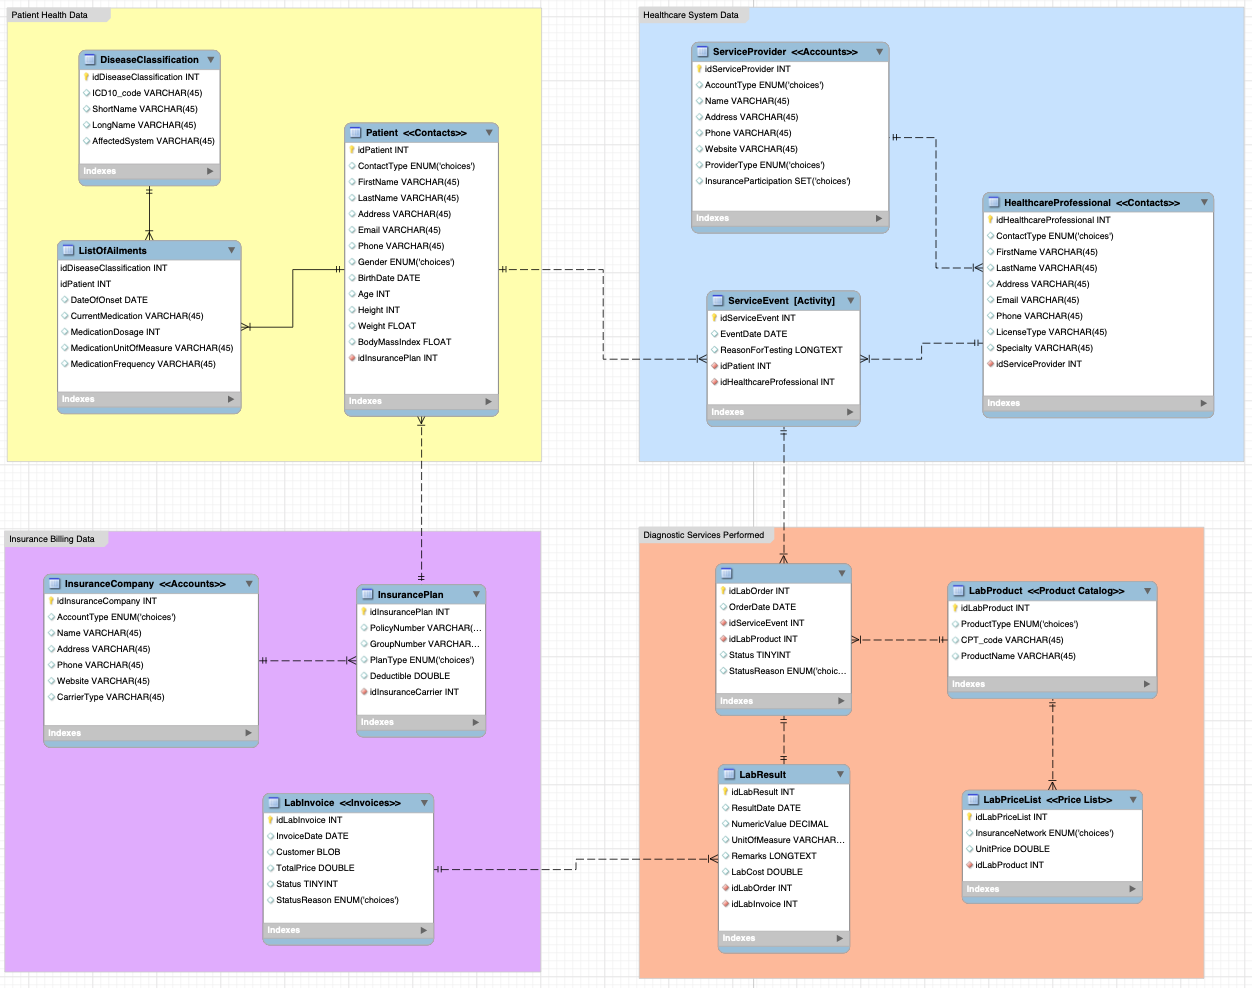 Patient Health Data
DiseaseClassification
idDiseaseClassification INT
ICD10_code VARCHAR(45)
ShortName VARCHAR(45)
LongName VARCHAR(45)
AffectedSystem VARCHAR(45)
Indexes
ListOfAilments
idDiseaseClassification INT
idPatient INT
DateOfOnset DATE
CurrentMedication VARCHAR(45)
MedicationDosage INT
MedicationUnitOfMeasure VARCHAR(45)
MedicationFrequency VARCHAR(45)
Indexes
Patient <<Contacts>>
idPatient INT
ContactType ENUM('choices')
FirstName VARCHAR(45)
LastName VARCHAR(45)
Address VARCHAR(45)
Email VARCHAR(45)
Phone VARCHAR(45)
Gender ENUM('choices')
BirthDate DATE
Age INT
Height INT
Weight FLOAT
BodyMassIndex FLOAT
idInsurancePlan INT
Indexes
Healthcare System Data
ServiceProvider <<Accounts>>
idServiceProvider INT
AccountType ENUM('choices')
Name VARCHAR(45)
Address VARCHAR(45)
Phone VARCHAR(45)
Website VARCHAR(45)
ProviderType ENUM('choices')
InsuranceParticipation SET('choices')
Indexes
HealthcareProfessional <<Contacts>>
idHealthcareProfessional INT
ContactType ENUM('choices')
FirstName VARCHAR(45)
LastName VARCHAR(45)
Address VARCHAR(45)
Email VARCHAR(45)
Phone VARCHAR(45)
LicenseType VARCHAR(45)
Specialty VARCHAR(45)
idServiceProvider INT
Indexes
ServiceEvent [Activity]
idServiceEvent INT
EventDate DATE
ReasonForTesting LONGTEXT
idPatient INT
idHealthcareProfessional INT
Indexes
Insurance Billing Data
InsuranceCompany <<Accounts>>
idInsuranceCompany INT
AccountType ENUM('choices')
Name VARCHAR(45)
Address VARCHAR(45)
Phone VARCHAR(45)
Website VARCHAR(45)
CarrierType VARCHAR(45)
Indexes
InsurancePlan
idInsurancePlan INT
PolicyNumber VARCHAR(...
GroupNumber VARCHAR...
PlanType ENUM('choices')
Deductible DOUBLE
idInsuranceCarrier INT
Indexes
LabInvoice <<Invoices>>
idLabInvoice INT
InvoiceDate DATE
Customer BLOB
TotalPrice DOUBLE
Status TINYINT
StatusReason ENUM('choices')
Indexes
Diagnostic Services Performed
idLabOrder INT
OrderDate DATE
idServiceEvent INT
idLabProduct INT
Status TINYINT
StatusReason ENUM('choic...
Indexes
LabProduct <<Product Catalog>>
idLabProduct INT
ProductType ENUM('choices')
CPT_code VARCHAR(45)
ProductName VARCHAR(45)
Indexes
LabResult
idLabResult INT
ResultDate DATE
NumericValue DECIMAL
UnitOfMeasure VARCHAR...
Remarks LONGTEXT
LabCost DOUBLE
idLabOrder INT
idLabInvoice INT
Indexes
LabPriceList <<Price List>>
idLabPriceList INT
InsuranceNetwork ENUM('choices')
UnitPrice DOUBLE
idLabProduct INT
Indexes